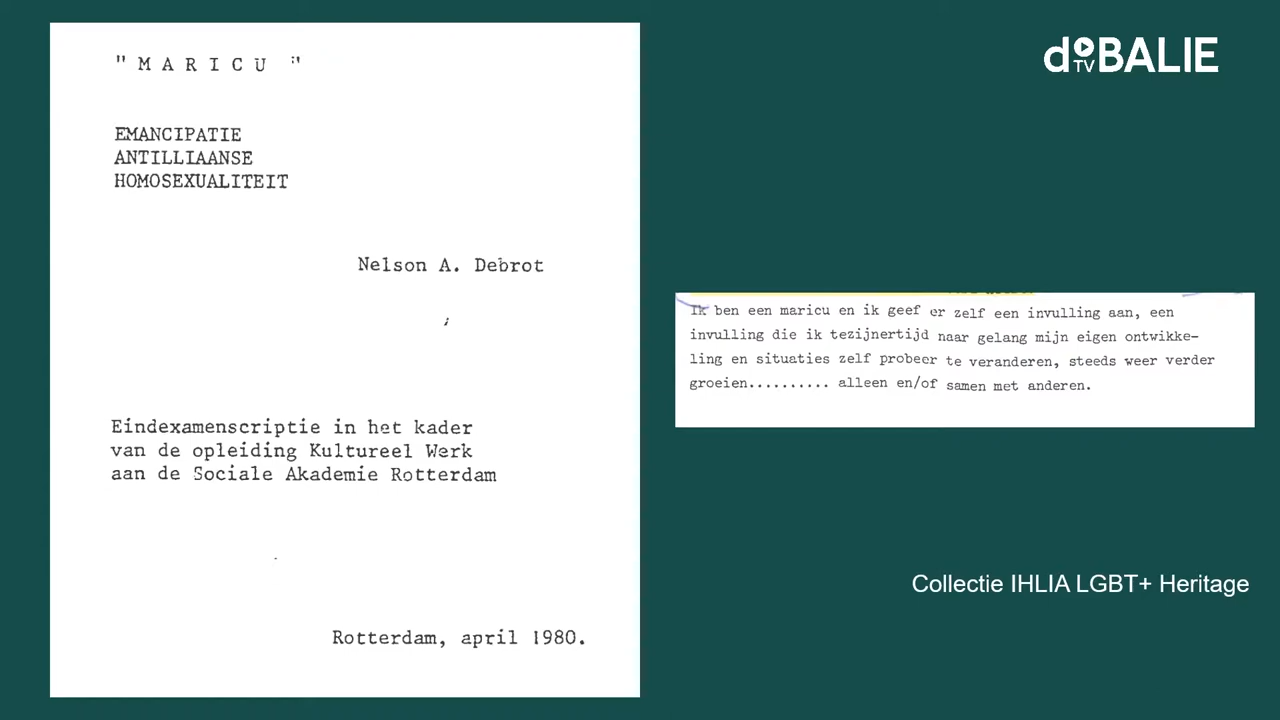 " M A R I C U "
EMANCIPATIE
ANTILLIAANSE
HOMOSEXUALITEIT
Nelson A. Debrot
Eindexamenscriptie in het kader
van de opleiding Kultureel Werk
aan de Sociale Akademie Rotterdam
Rotterdam, april 1980.
deBALIE
TV
Ik ben een maricu en ik geef er zelf een invulling aan, een
invulling die ik tezijnertijd naar gelang mijn eigen ontwikke-
ling en situaties zelf probeer te veranderen, steeds weer verder
groeien.......... alleen en/of samen met anderen.
Collectie IHLIA LGBT+ Heritage